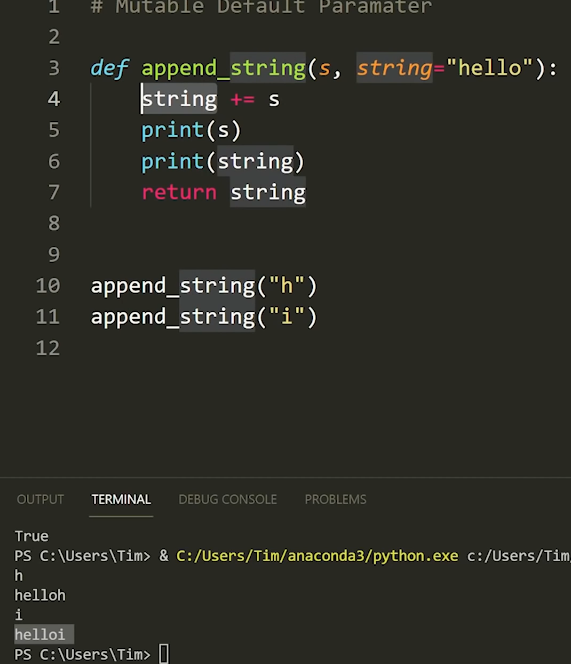 1 # Mutable Default Paramater
2
3 def append_string(s, string="hello"):
4 string += s
5 print(s)
6 print(string)
7 return string
8
9
10 append_string("h")
11 append_string("i")
12
OUTPUT TERMINAL DEBUG CONSOLE PROBLEMS
True
PS C:\Users\Tim> & C:/Users/Tim/anaconda3/python.exe c:/Users/Tim
h
helloh
i
helloi
PS C:\Users\Tim>